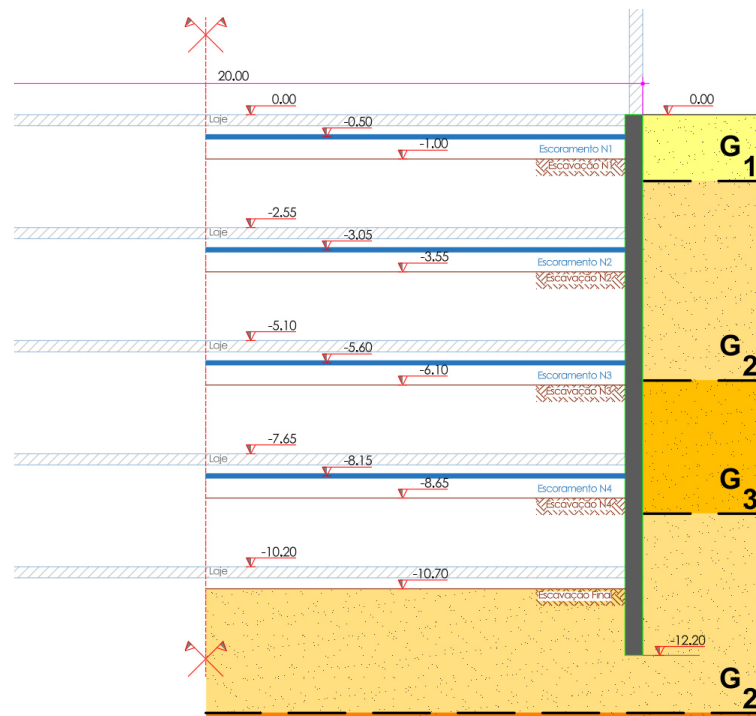 20.00
0.00
0.00
Laje
-0.50
Escoramento N1
-1.00
G1
Escavação N1
-2.55
Laje
-3.05
Escoramento N2
-3.55
Escavação N2
-5.10
Laje
-5.60
G2
Escoramento N3
-6.10
Escavação N3
-7.65
Laje
-8.15
Escoramento N4
-8.65
G3
Escavação N4
-10.20
Laje
-10.70
Escavação Final
-12.20
G2